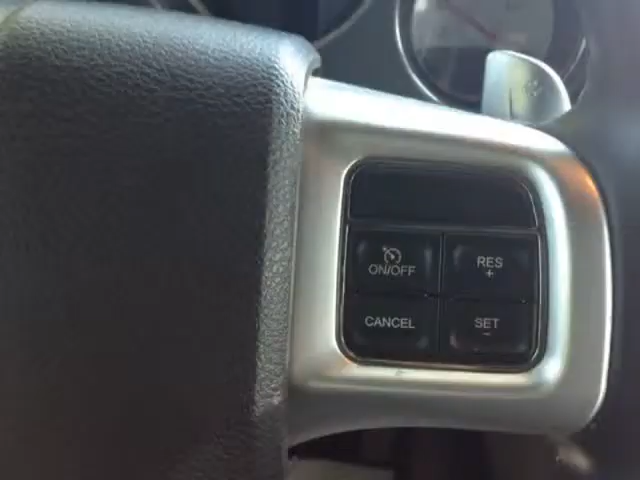 ON/OFF
RES
+
CANCEL
SET
-